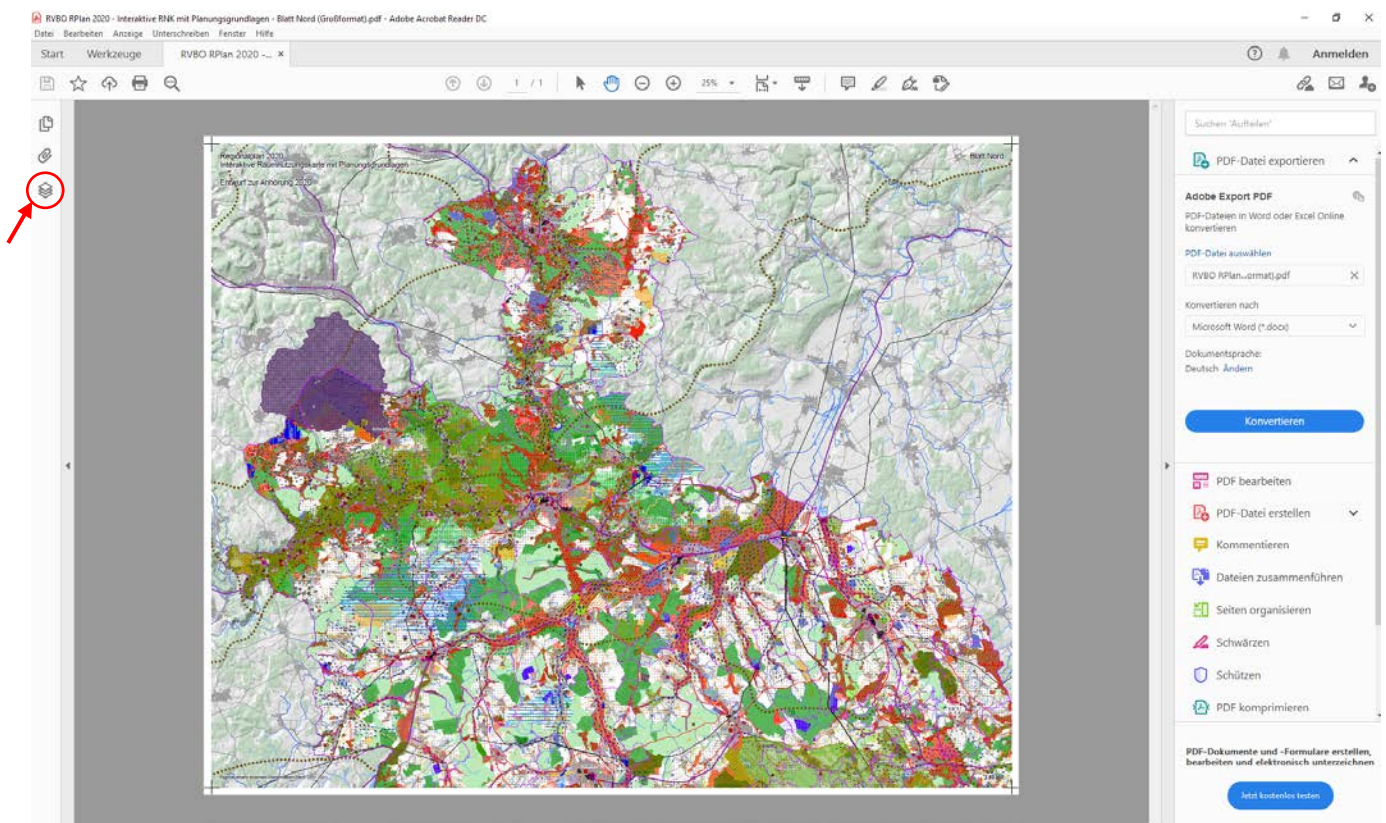 RVBO RPlan 2020 - Interaktive RNK mit Planungsgrundlagen - Blatt Nord (Großformat).pdf - Adobe Acrobat Reader DC
Datei Bearbeiten Anzeige Unterschreiben Fenster Hilfe
Start Werkzeuge RVBO RPlan 2020 -... × Anmelden
1 / 1 25%
Suchen 'Aufteilen'
PDF-Datei exportieren
Adobe Export PDF
PDF-Dateien in Word oder Excel Online
konvertieren
PDF-Datei auswählen
RVBO RPlan...ormat).pdf
Konvertieren nach
Microsoft Word (*.docx)
Dokumentsprache:
Deutsch Ändern
Konvertieren
PDF bearbeiten
PDF-Datei erstellen
Kommentieren
Dateien zusammenführen
Seiten organisieren
Schwärzen
Schützen
PDF komprimieren
PDF-Dokumente und -Formulare erstellen,
bearbeiten und elektronisch unterzeichnen
Jetzt kostenlos testen
Regionalplan 2020
Interaktive Raumnutzungskarte mit Planungsgrundlagen
Entwurf zur Anhörung 2020
Blatt Nord